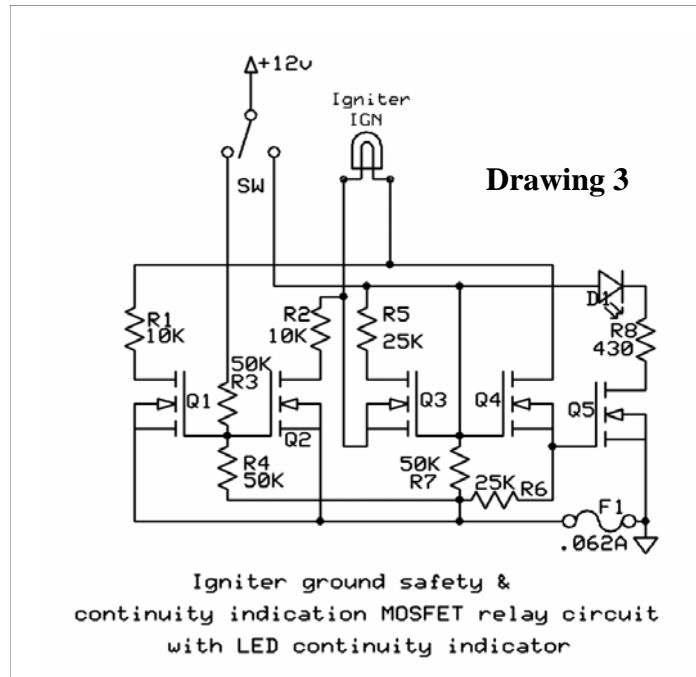 +12v
Igniter
IGN
SW
Drawing 3
R1
10K
R2
10K
R5
25K
D1
R8
430
50K
R3
Q1
Q2
Q3
Q4
Q5
R4
50K
50K
R7
25K
R6
F1
.062A
Igniter ground safety &
continuity indication MOSFET relay circuit
with LED continuity indicator